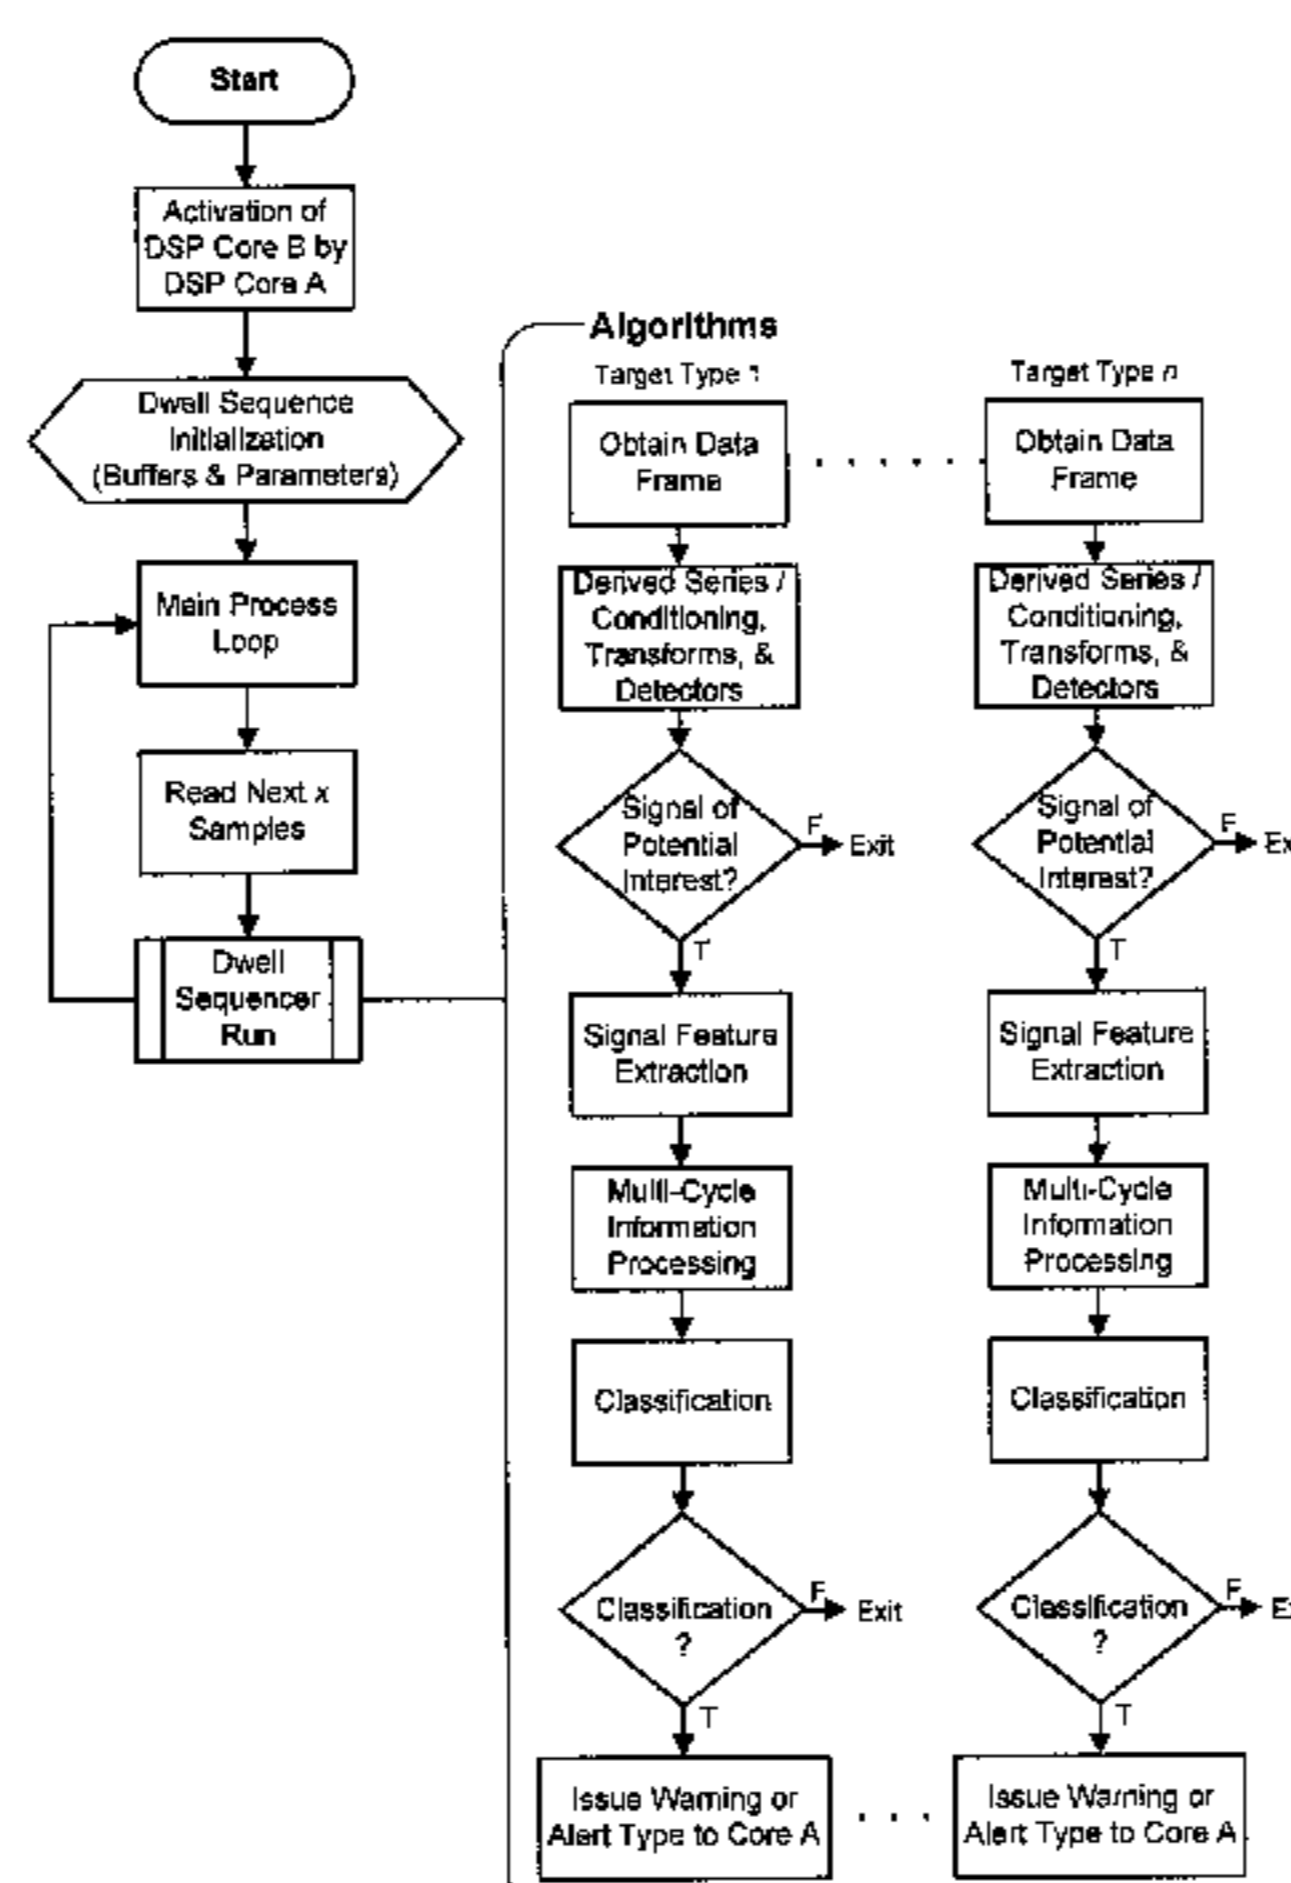 Start
Activation of
DSP Core B by
DSP Core A
Dwell Sequence
Initialization
(Buffers & Parameters)
Main Process
Loop
Read Next x
Samples
Dwell
Sequencer
Run
Algorithms
Target Type 1
Obtain Data
Frame
Derived Series /
Conditioning,
Transforms, &
Detectors
Signal of
Potential
Interest?
F
Exit
T
Signal Feature
Extraction
Multi-Cycle
Information
Processing
Classification
Classification
?
F
Exit
T
Issue Warning or
Alert Type to Core A
Target Type n
Obtain Data
Frame
Derived Series /
Conditioning,
Transforms, &
Detectors
Signal of
Potential
Interest?
F
Ex
T
Signal Feature
Extraction
Multi-Cycle
Information
Processing
Classification
Classification
?
F
T
Issue Warning or
Alert Type to Core A